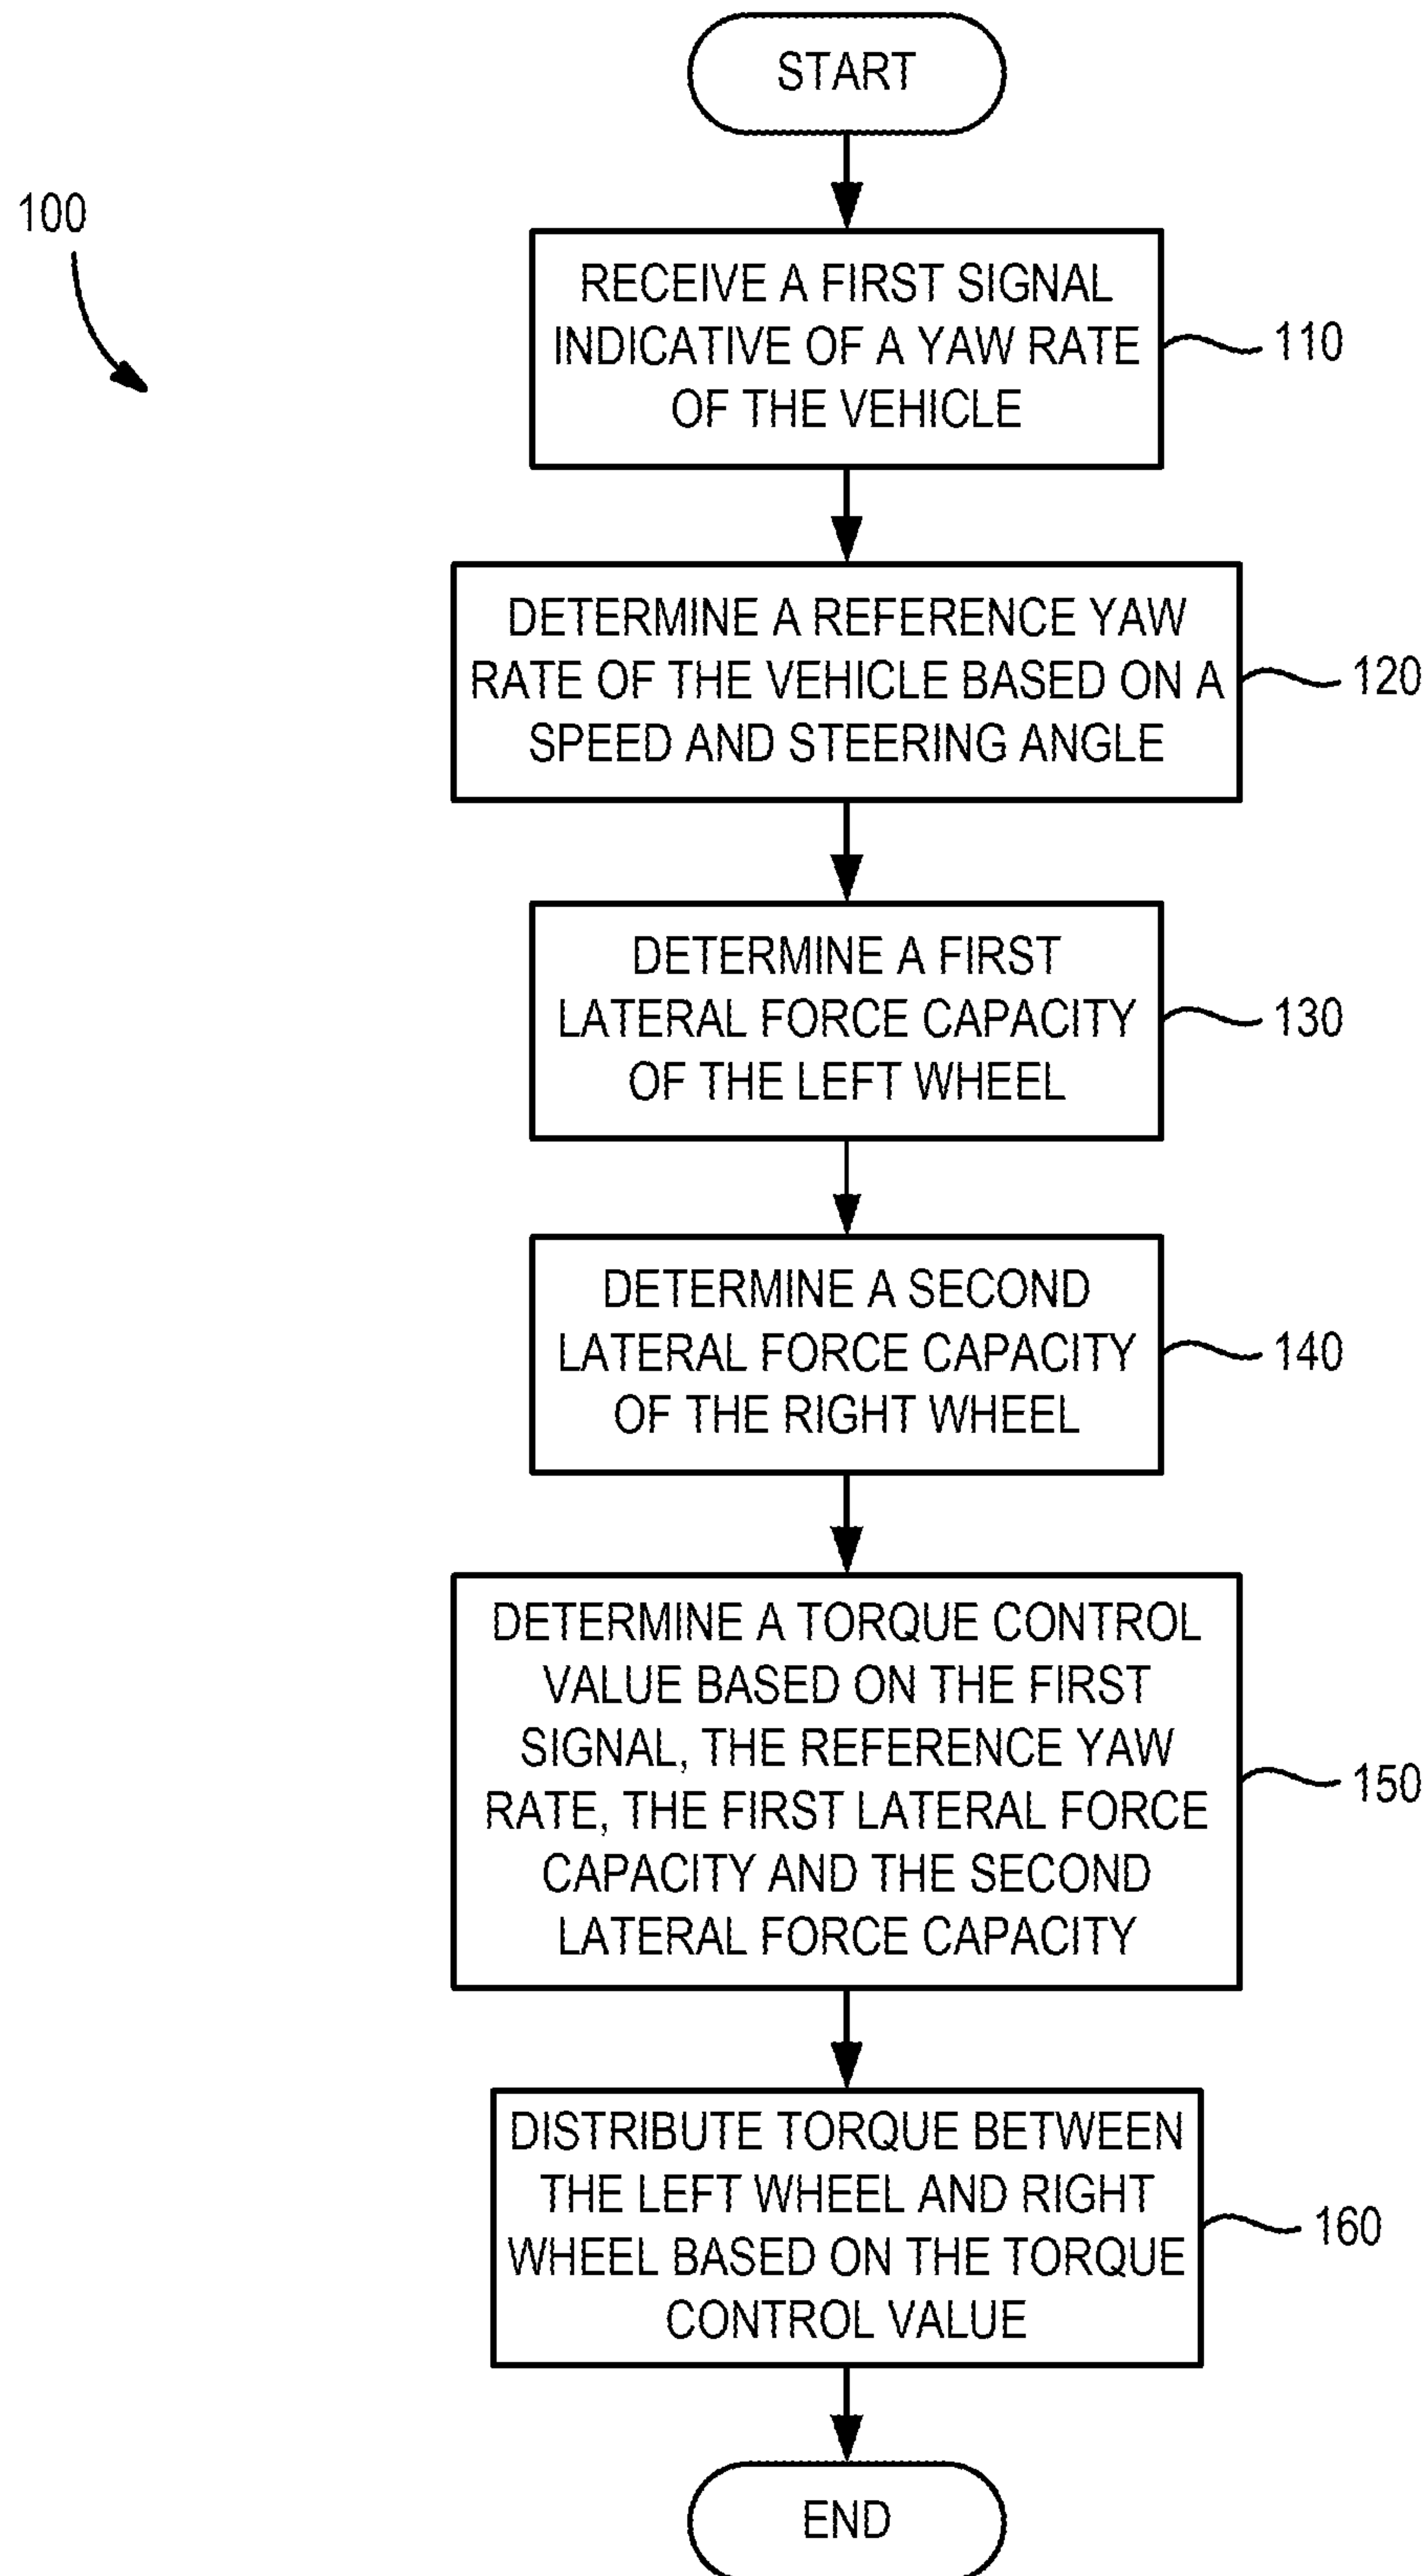 START
100
RECEIVE A FIRST SIGNAL
INDICATIVE OF A YAW RATE
OF THE VEHICLE
110
DETERMINE A REFERENCE YAW
RATE OF THE VEHICLE BASED ON A
SPEED AND STEERING ANGLE
120
DETERMINE A FIRST
LATERAL FORCE CAPACITY
OF THE LEFT WHEEL
130
DETERMINE A SECOND
LATERAL FORCE CAPACITY
OF THE RIGHT WHEEL
140
DETERMINE A TORQUE CONTROL
VALUE BASED ON THE FIRST
SIGNAL, THE REFERENCE YAW
RATE, THE FIRST LATERAL FORCE
CAPACITY AND THE SECOND
LATERAL FORCE CAPACITY
150
DISTRIBUTE TORQUE BETWEEN
THE LEFT WHEEL AND RIGHT
WHEEL BASED ON THE TORQUE
CONTROL VALUE
160
END